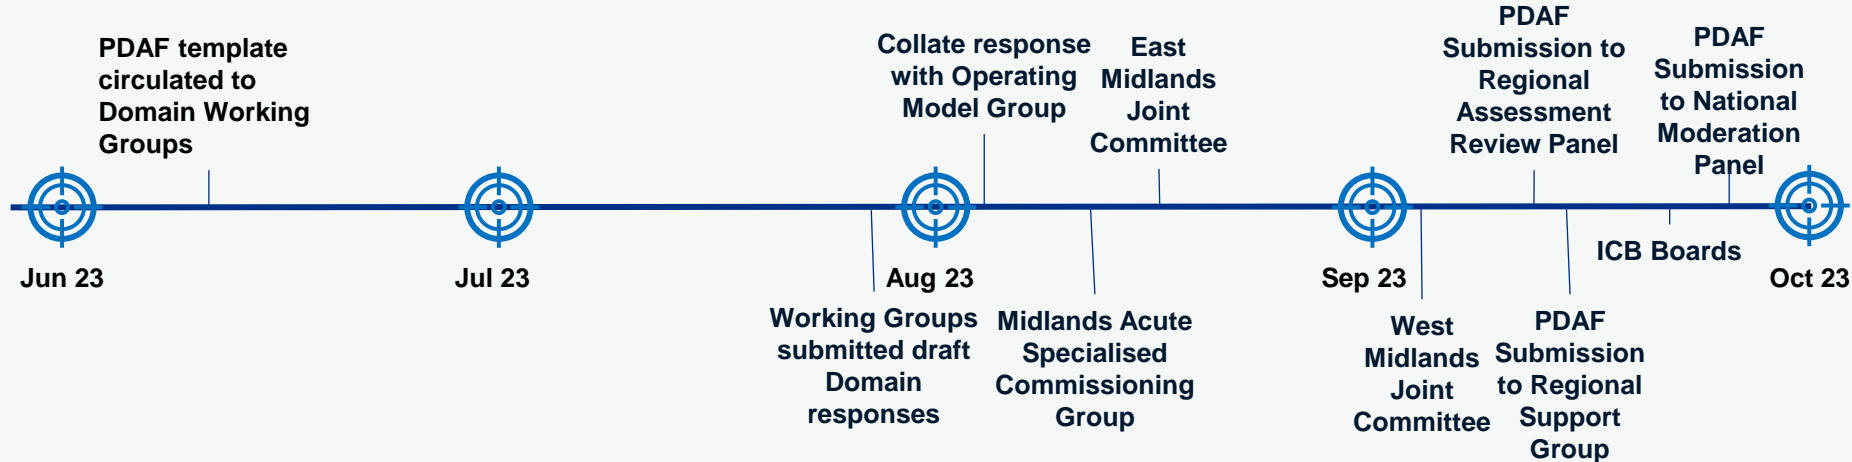 PDAF template
circulated to
Domain Working
Groups
Collate response
with Operating
Model Group
East
Midlands
Joint
Committee
PDAF
Submission to
Regional
Assessment
Review Panel
PDAF
Submission
to National
Moderation
Panel
Jun 23
Jul 23
Aug 23
Sep 23
Oct 23
Working Groups
submitted draft
Domain
responses
Midlands Acute
Specialised
Commissioning
Group
West
Midlands
Joint
Committee
PDAF
Submission
to Regional
Support
Group
ICB Boards